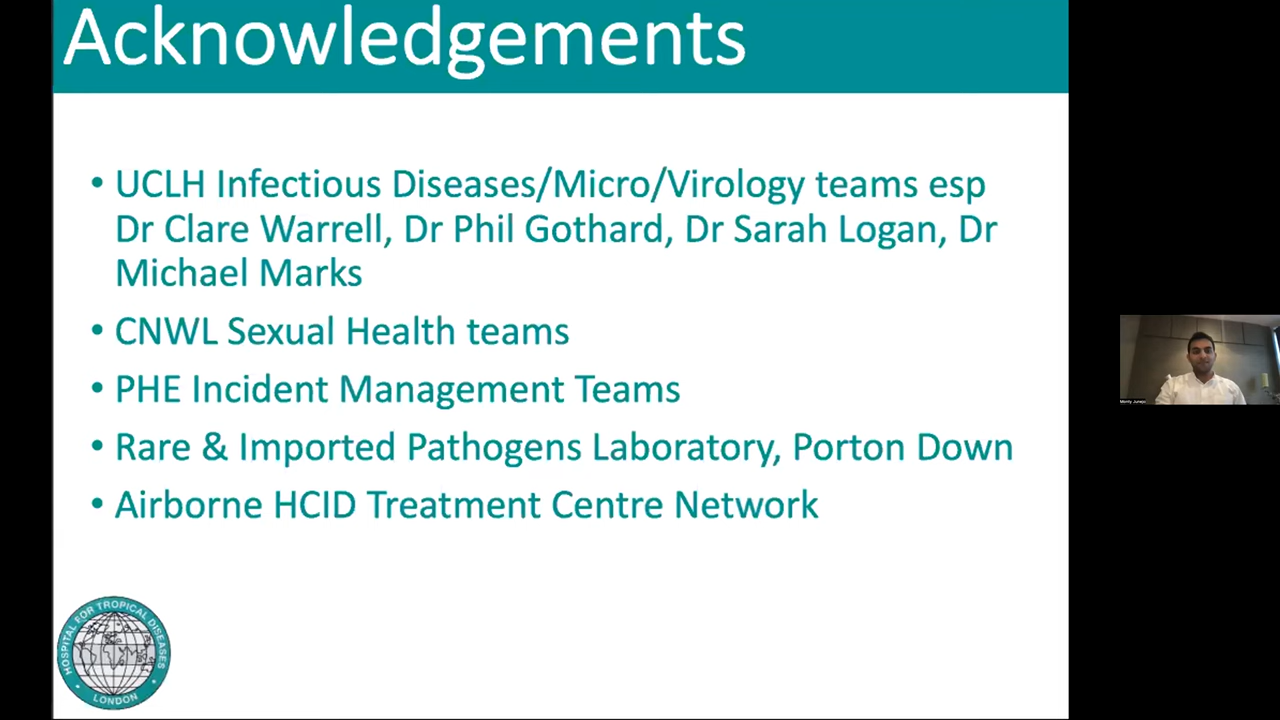 Acknowledgements
• UCLH Infectious Diseases/Micro/Virology teams esp
Dr Clare Warrell, Dr Phil Gothard, Dr Sarah Logan, Dr
Michael Marks
• CNWL Sexual Health teams
• PHE Incident Management Teams
• Rare & Imported Pathogens Laboratory, Porton Down
• Airborne HCID Treatment Centre Network
HOSPITAL FOR TROPICAL DISEASES
LONDON